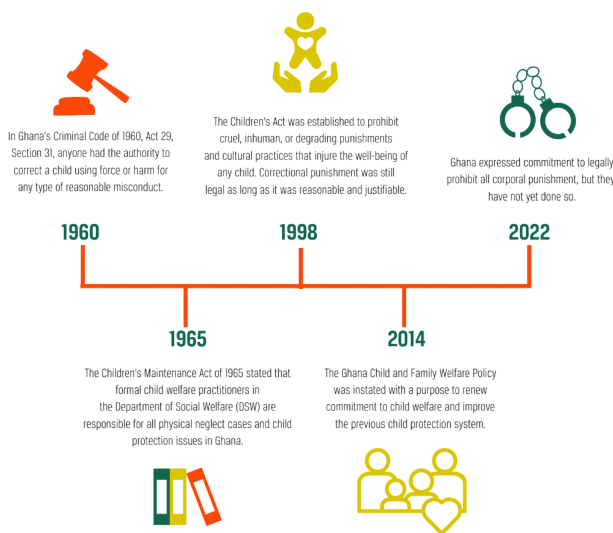 In Ghana's Criminal Code of 1960, Act 29,
Section 31, anyone had the authority to
correct a child using force or harm for
any type of reasonable misconduct.
1960
The Children's Act was established to prohibit
cruel, inhuman, or degrading punishments
and cultural practices that injure the well-being of
any child. Correctional punishment was still
legal as long as it was reasonable and justifiable.
1998
Ghana expressed commitment to legally
prohibit all corporal punishment, but they
have not yet done so.
2022
1965
The Children's Maintenance Act of 1965 stated that
formal child welfare practitioners in
the Department of Social Welfare (DSW) are
responsible for all physical neglect cases and child
protection issues in Ghana.
2014
The Ghana Child and Family Welfare Policy
was instated with a purpose to renew
commitment to child welfare and improve
the previous child protection system.